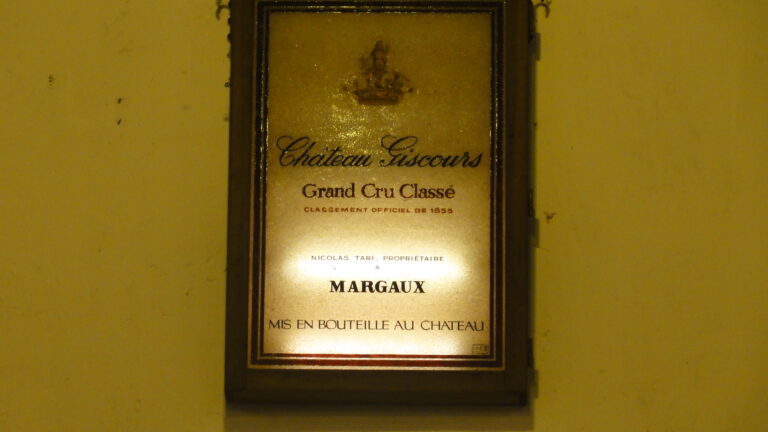 Château Giscours
Grand Cru Classé
CLASSEMENT OFFICIEL DE 1855
NICOLAS TARI, PROPRIÉTAIRE
A
MARGAUX
MIS EN BOUTEILLE AU CHATEAU